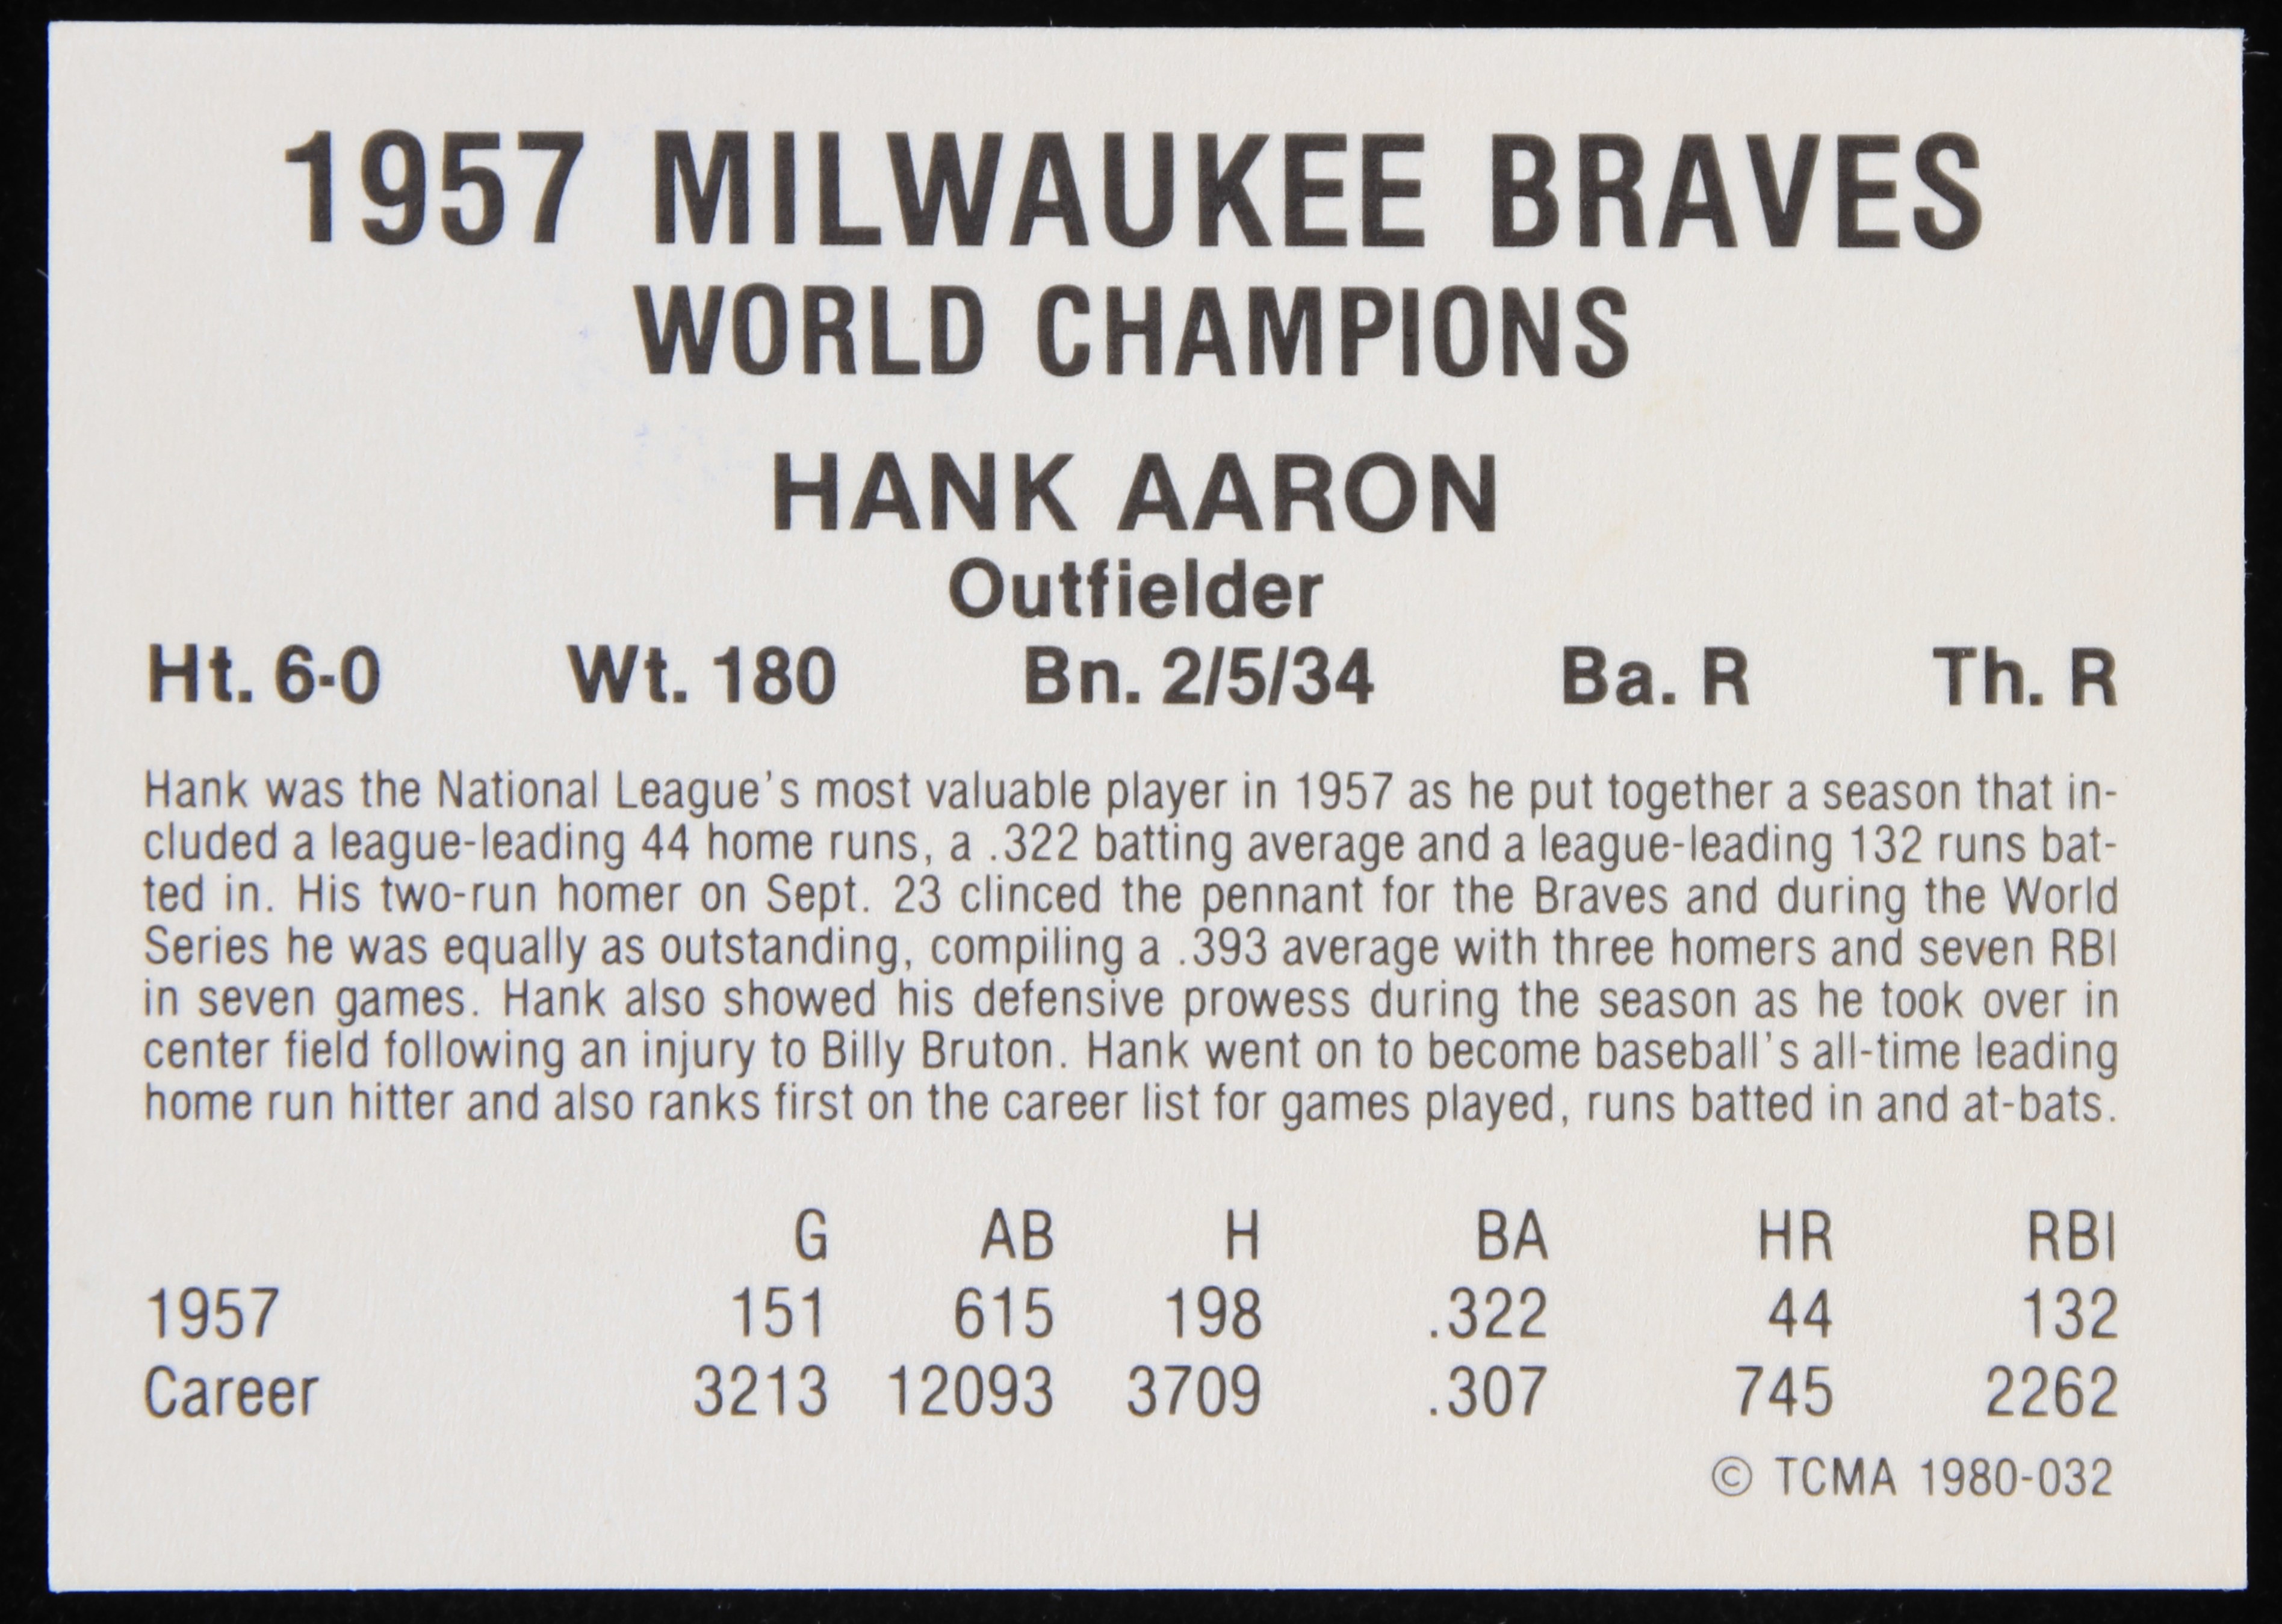 1957 MILWAUKEE BRAVES
WORLD CHAMPIONS
HANK AARON
Outfielder
Ht. 6-0 Wt. 180 Bn. 2/5/34 Ba. R Th. R
Hank was the National League's most valuable player in 1957 as he put together a season that in-
cluded a league-leading 44 home runs, a .322 batting average and a league-leading 132 runs bat-
ted in. His two-run homer on Sept. 23 clinced the pennant for the Braves and during the World
Series he was equally as outstanding, compiling a .393 average with three homers and seven RBI
in seven games. Hank also showed his defensive prowess during the season as he took over in
center field following an injury to Billy Bruton. Hank went on to become baseball's all-time leading
home run hitter and also ranks first on the career list for games played, runs batted in and at-bats.
G AB H BA HR RBI
1957 151 615 198 .322 44 132
Career 3213 12093 3709 .307 745 2262
© TCMA 1980-032